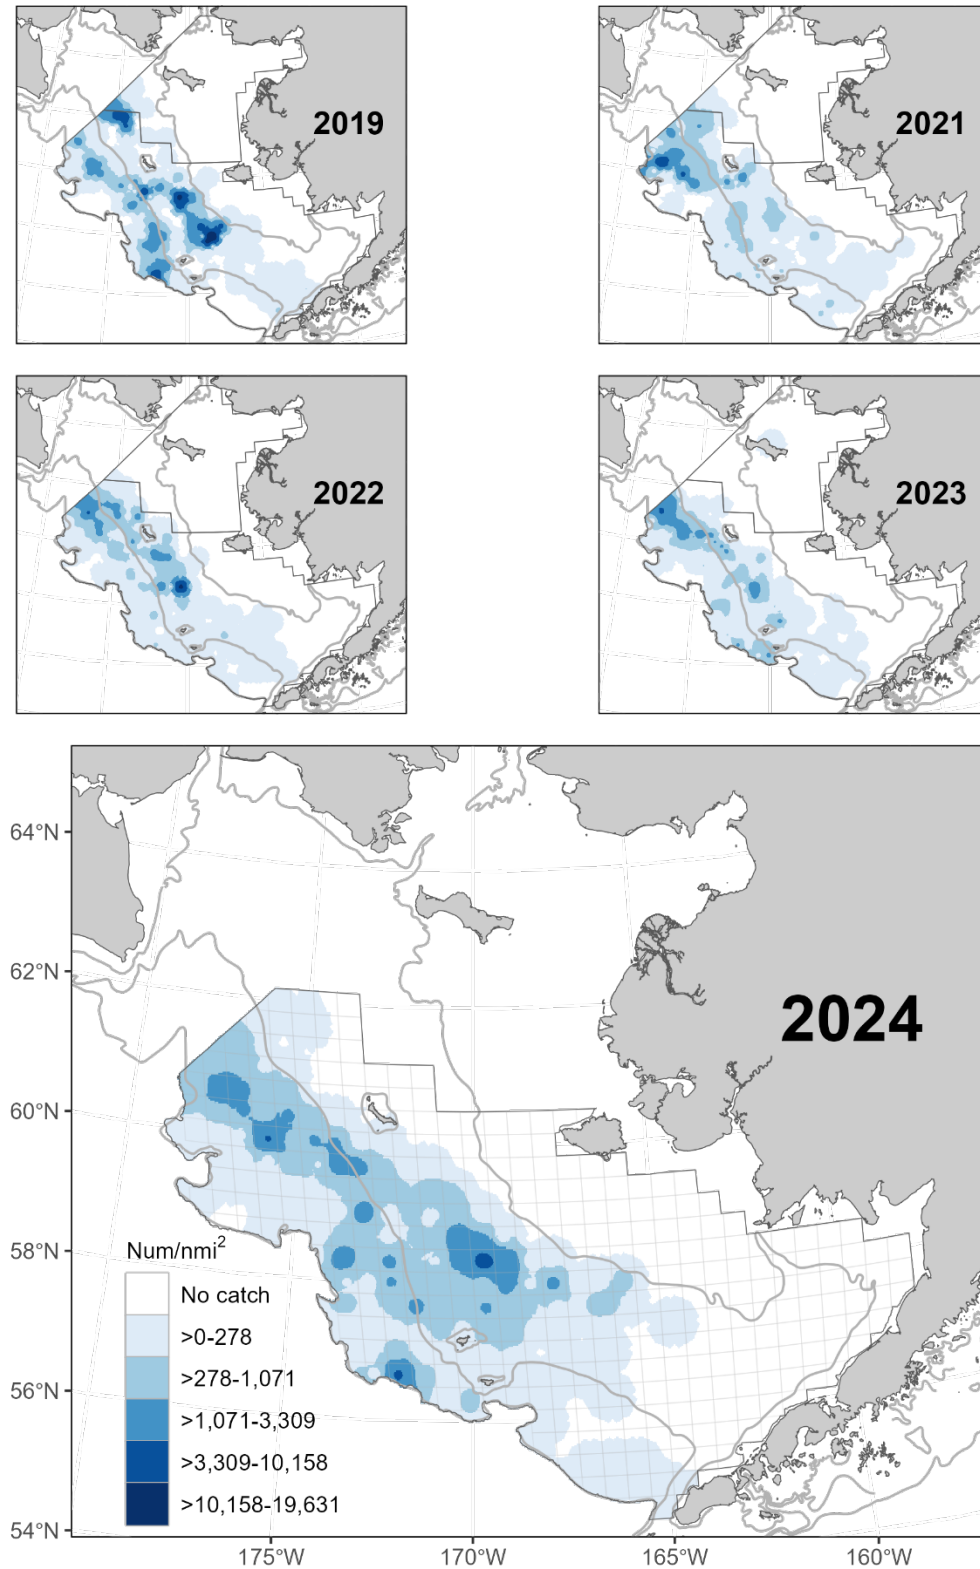 2019
2021
2022
2023
2024
64°N
62°N
60°N
58°N
56°N
54°N
Num/nmi²
No catch
>0-278
>278-1,071
>1,071-3,309
>3,309-10,158
>10,158-19,631
175°W
170°W
165°W
160°W